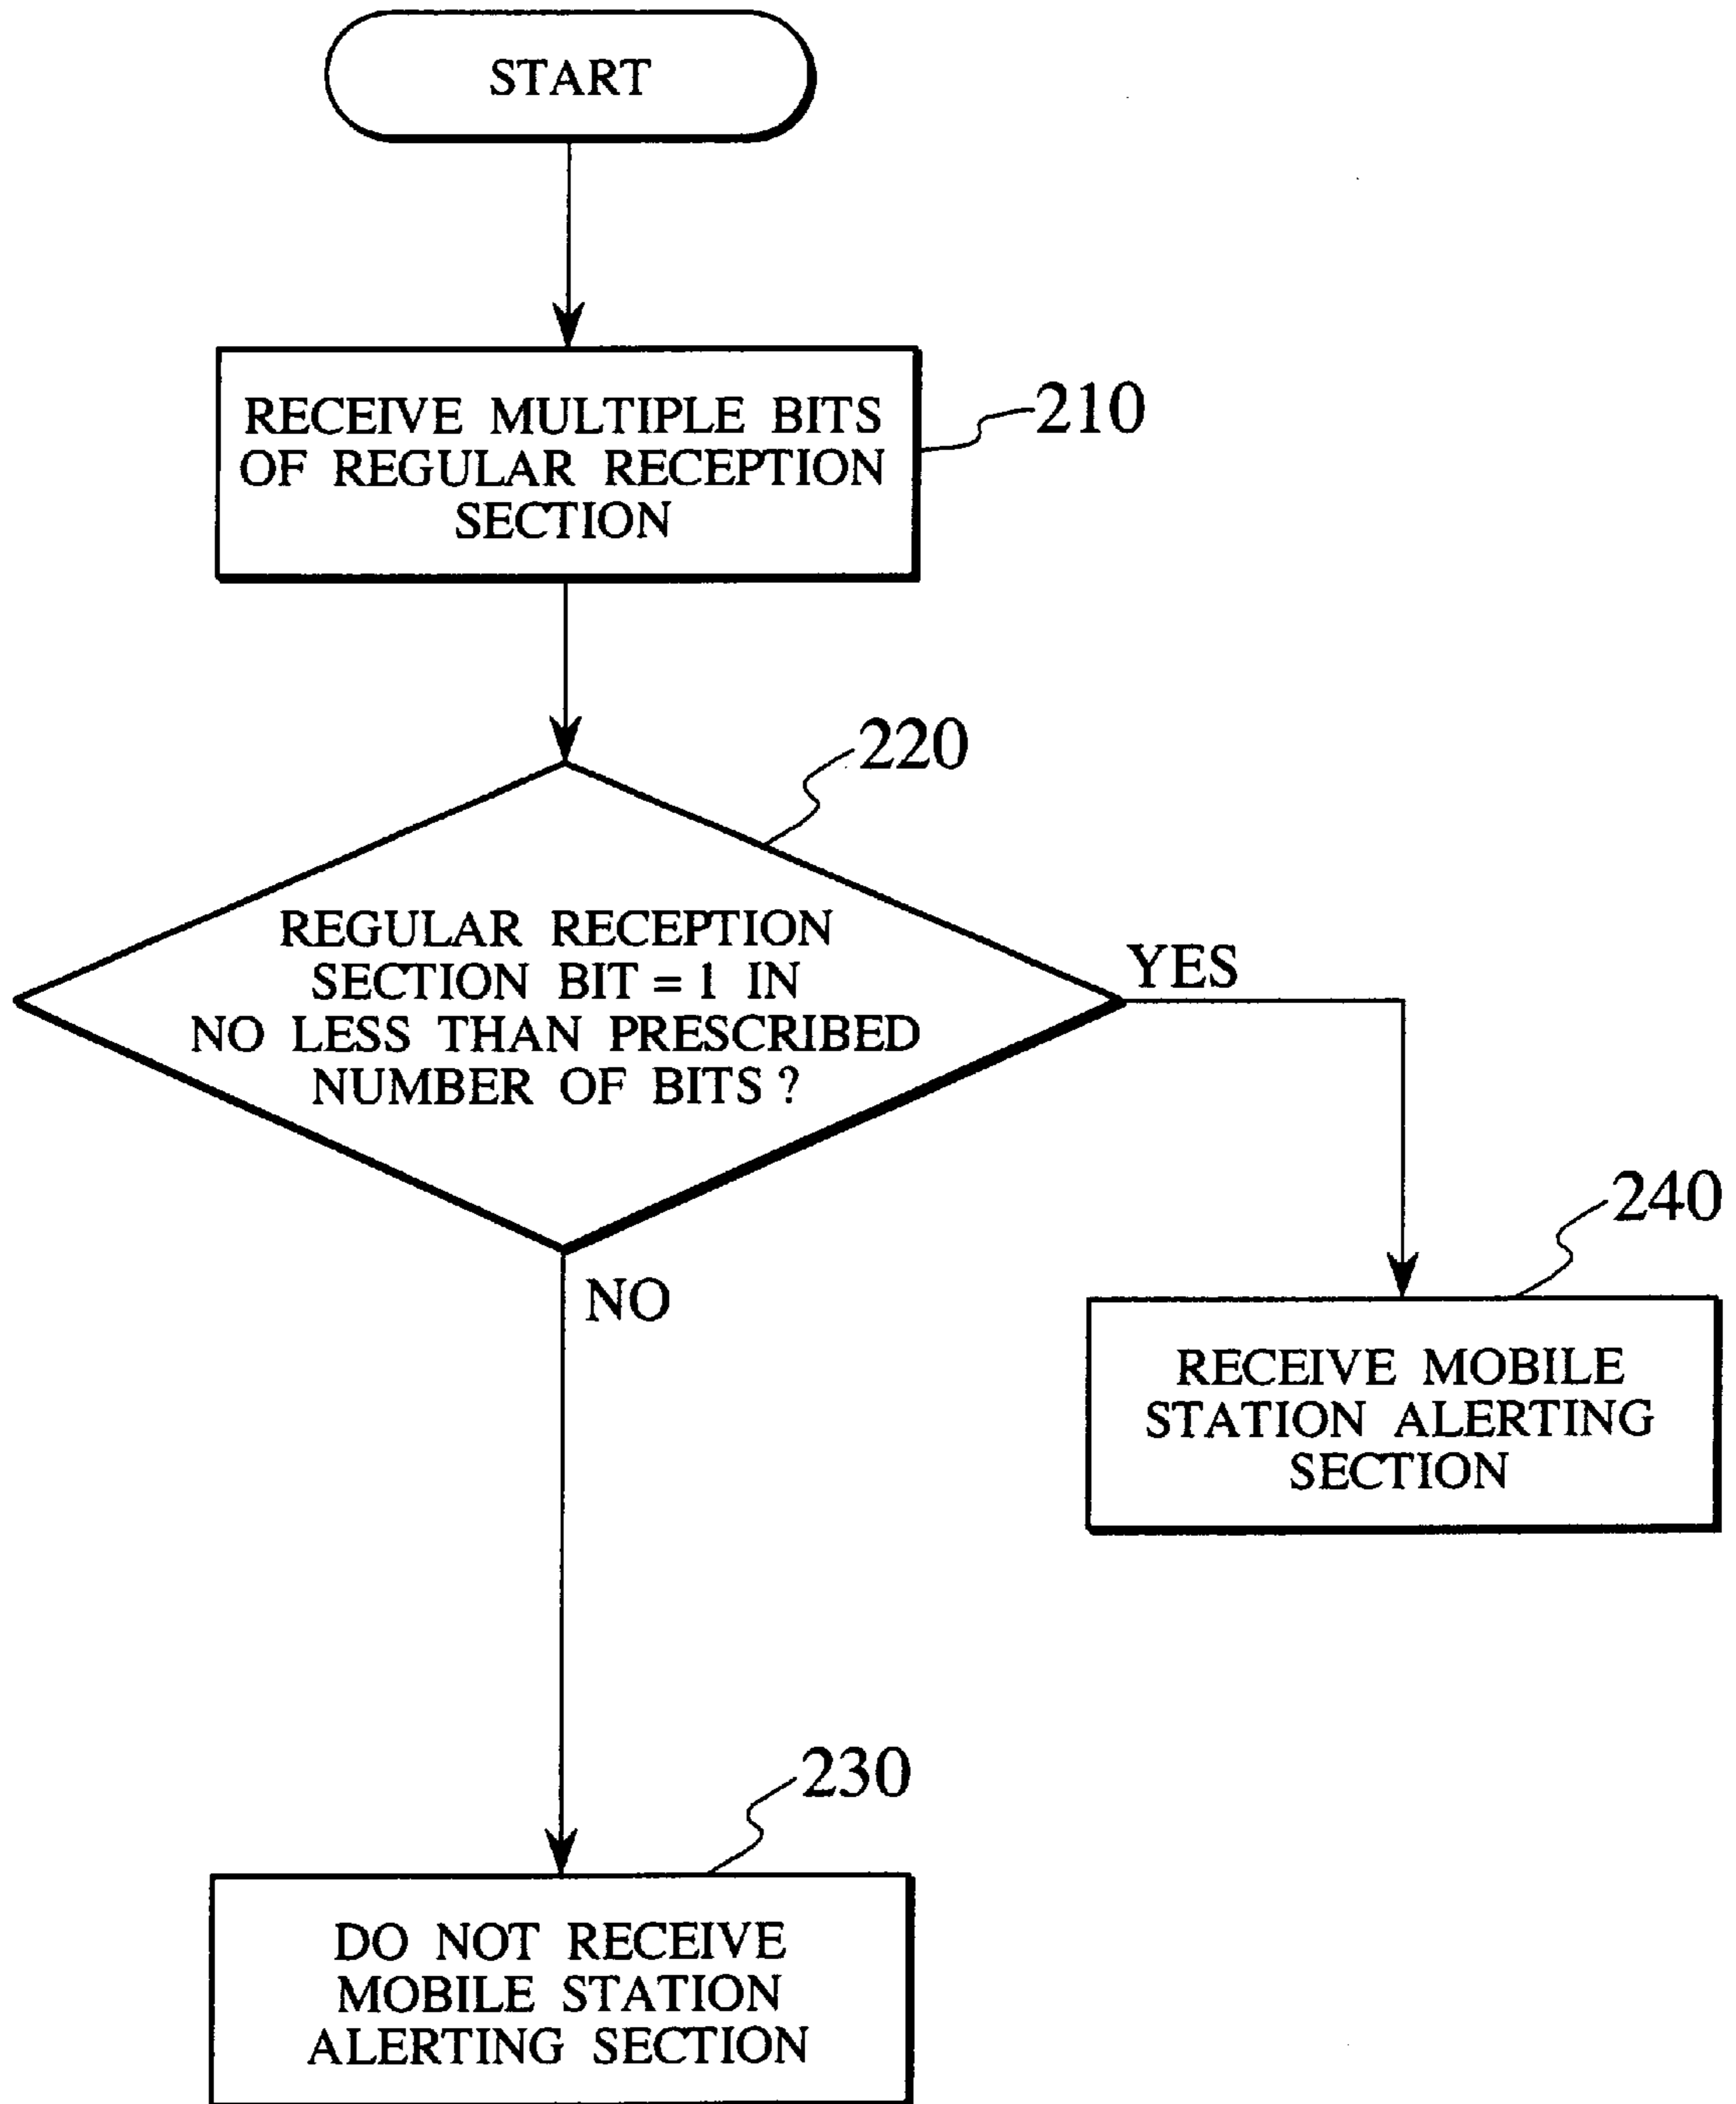 START
RECEIVE MULTIPLE BITS
OF REGULAR RECEPTION
SECTION
210
220
REGULAR RECEPTION
SECTION BIT = 1 IN
NO LESS THAN PRESCRIBED
NUMBER OF BITS ?
YES
NO
240
RECEIVE MOBILE
STATION ALERTING
SECTION
230
DO NOT RECEIVE
MOBILE STATION
ALERTING SECTION